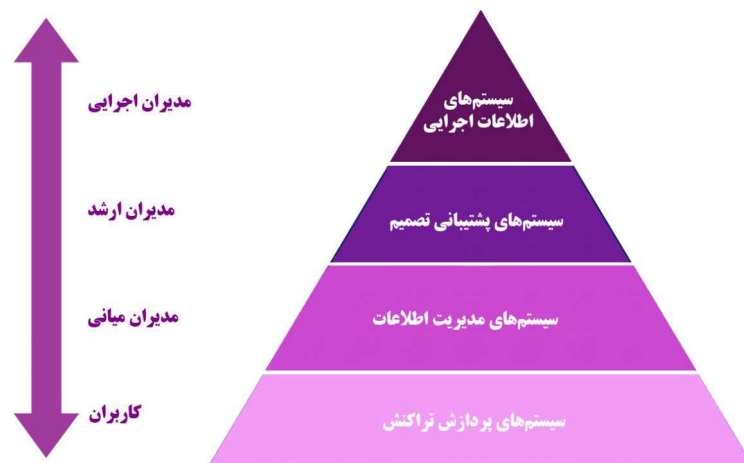 مدیران اجرایی
سیستم‌های
اطلاعات اجرایی
مدیران ارشد
سیستم‌های پشتیبانی تصمیم
مدیران میانی
سیستم‌های مدیریت اطلاعات
کاربران
سیستم‌های پردازش تراکنش